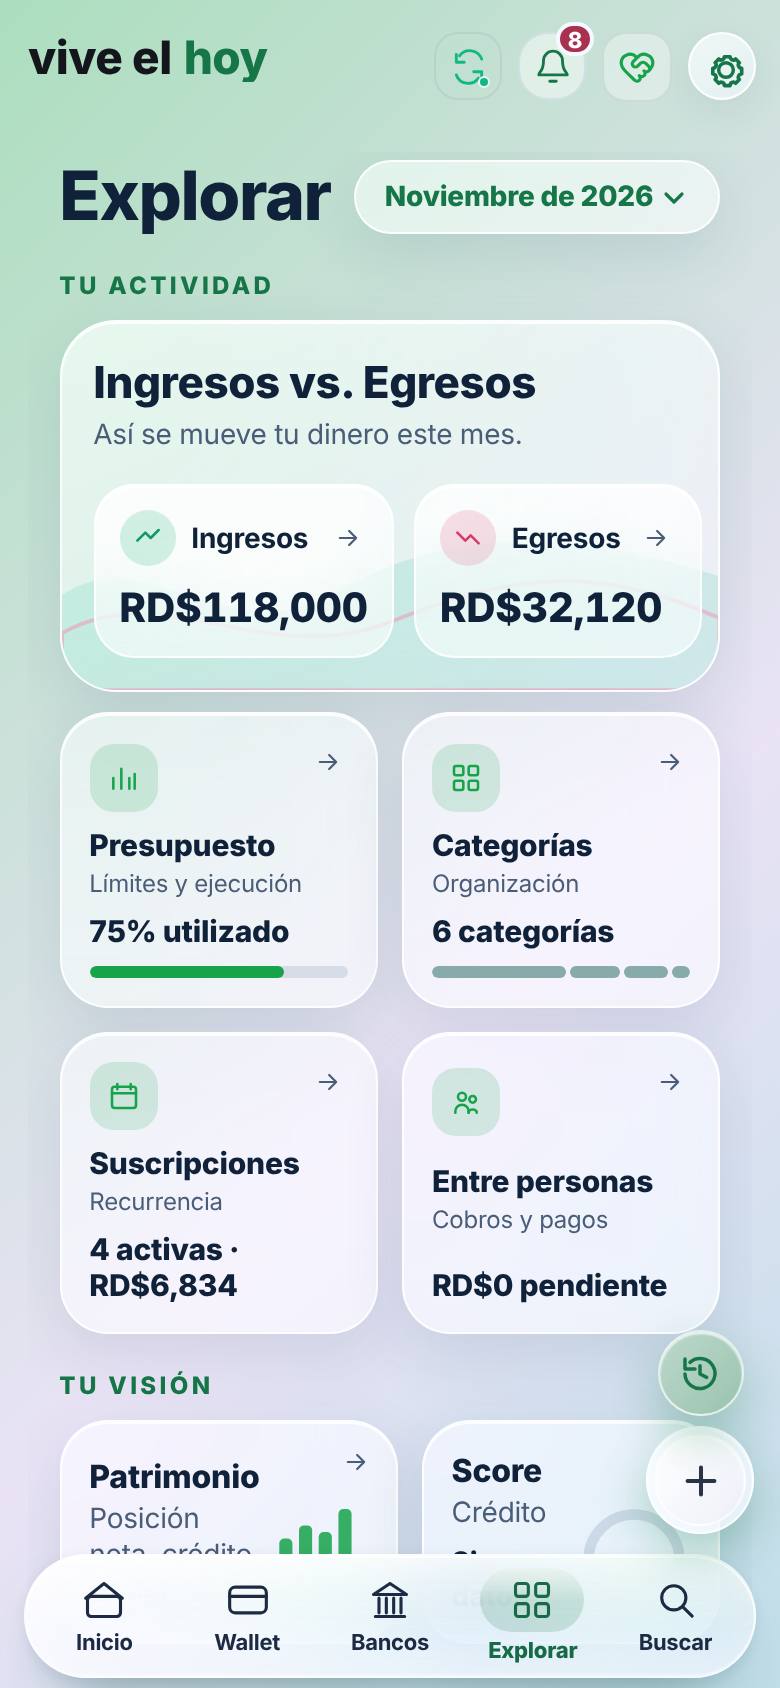 vive el hoy
8
Explorar
Noviembre de 2026
TU ACTIVIDAD
Ingresos vs. Egresos
Así se mueve tu dinero este mes.
Ingresos
RD$118,000
Egresos
RD$32,120
Presupuesto
Límites y ejecución
75% utilizado
Categorías
Organización
6 categorías
Suscripciones
Recurrencia
4 activas ·
RD$6,834
Entre personas
Cobros y pagos
RD$0 pendiente
TU VISIÓN
Patrimonio
Posición
neta, crédito
Score
Crédito
Inicio
Wallet
Bancos
Explorar
Buscar